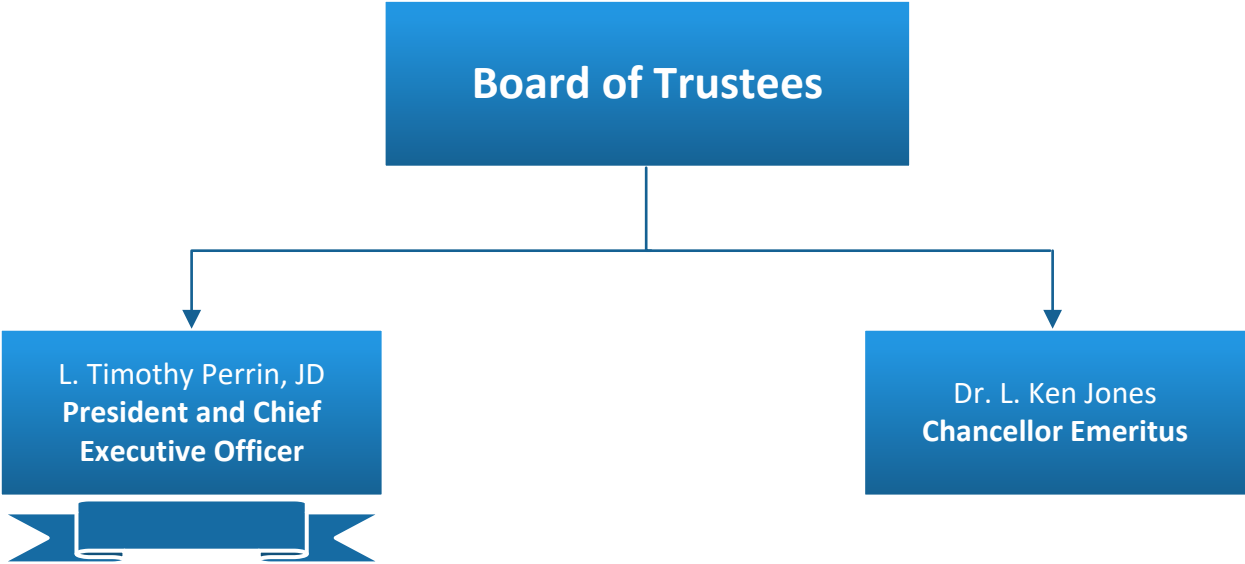 Board of Trustees
L. Timothy Perrin, JD
President and Chief
Executive Officer
Dr. L. Ken Jones
Chancellor Emeritus